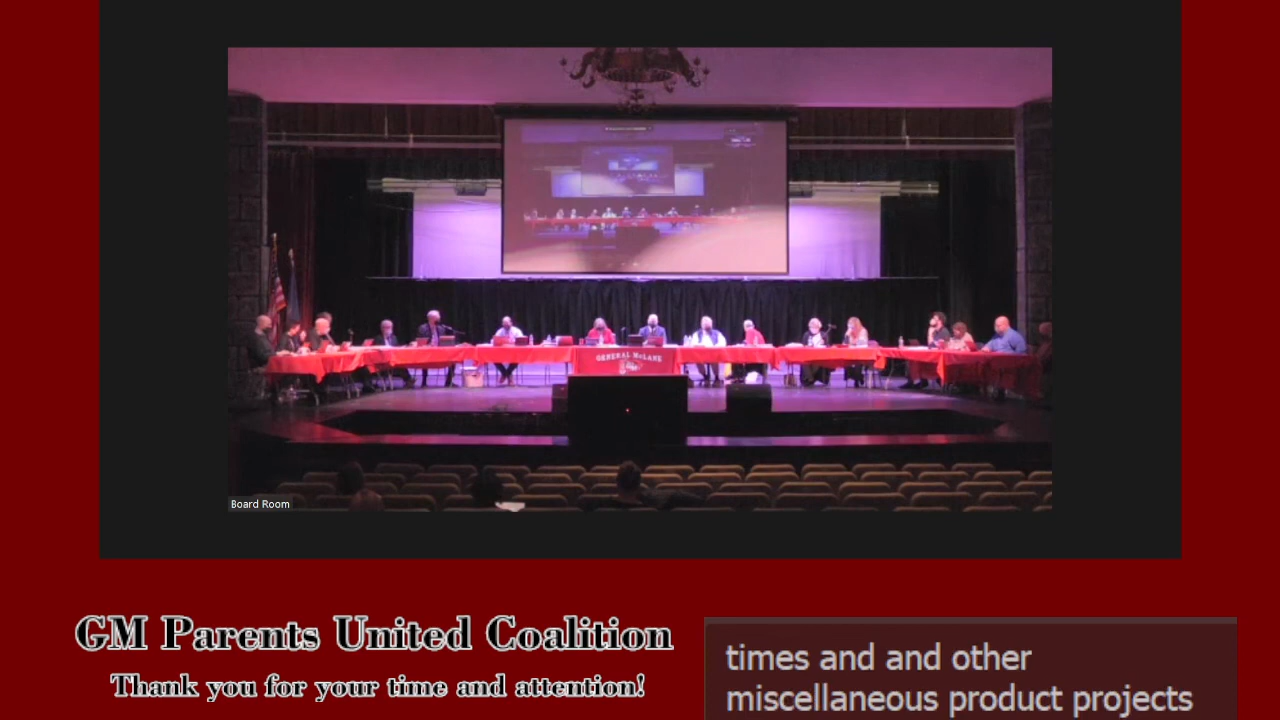 GENERAL McLANE
Board Room
GM Parents United Coalition
Thank you for your time and attention!
times and and other
miscellaneous product projects